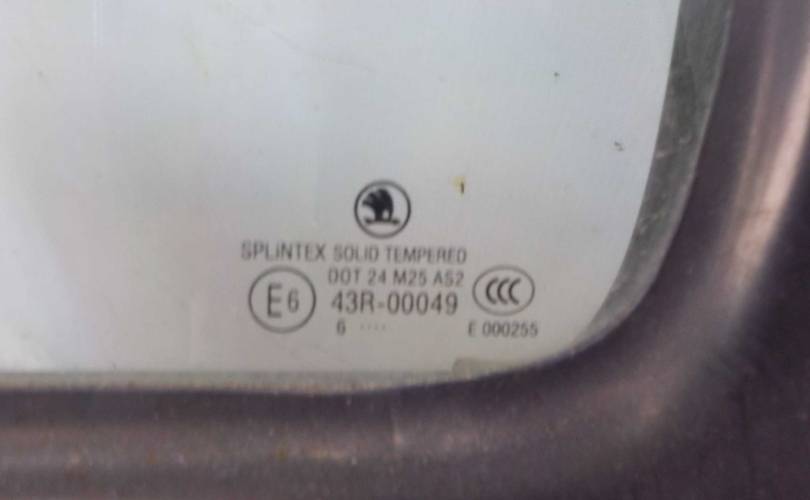 SPLINTEX SOLID TEMPERED
DOT 24 M25 AS2
E6 43R-00049 CCC
6 ....
E 000255